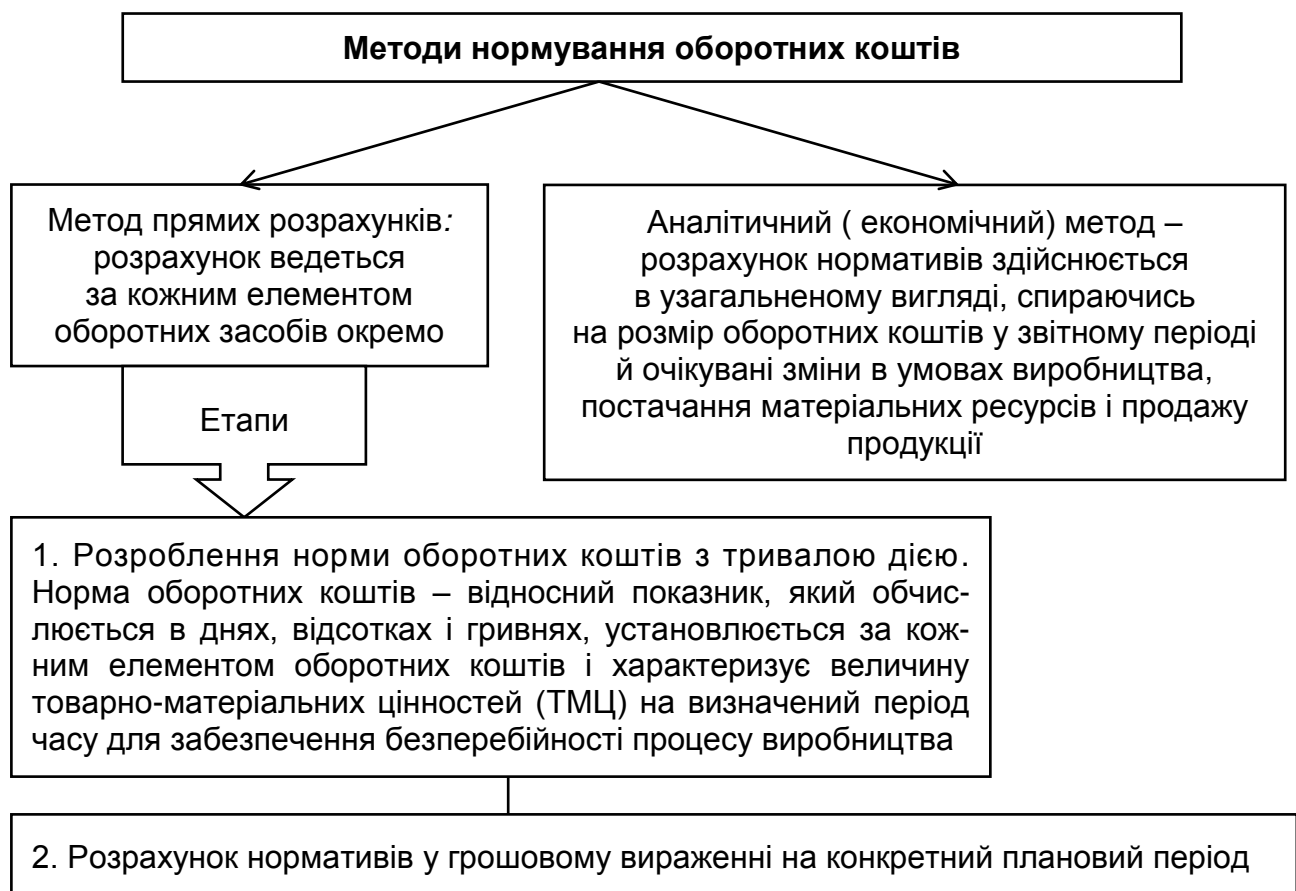 Методи нормування оборотних коштів
Метод прямих розрахунків:
розрахунок ведеться
за кожним елементом
оборотних засобів окремо
Аналітичний ( економічний) метод –
розрахунок нормативів здійснюється
в узагальненому вигляді, спираючись
на розмір оборотних коштів у звітному періоді
й очікувані зміни в умовах виробництва,
постачання матеріальних ресурсів і продажу
продукції
Етапи
1. Розроблення норми оборотних коштів з тривалою дією.
Норма оборотних коштів – відносний показник, який обчис-
люється в днях, відсотках і гривнях, установлюється за кож-
ним елементом оборотних коштів і характеризує величину
товарно-матеріальних цінностей (ТМЦ) на визначений період
часу для забезпечення безперебійності процесу виробництва
2. Розрахунок нормативів у грошовому вираженні на конкретний плановий період